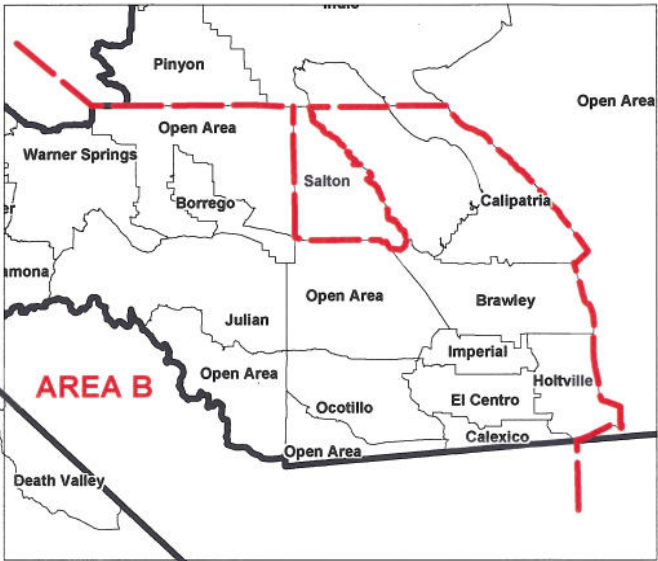 Pinyon
Open Area
Open Area
Warner Springs
Salton
Borrego
Calipatria
Open Area
Brawley
Julian
Imperial
Open Area
Holtville
AREA B
El Centro
Ocotillo
Calexico
Open Area
Death Valley